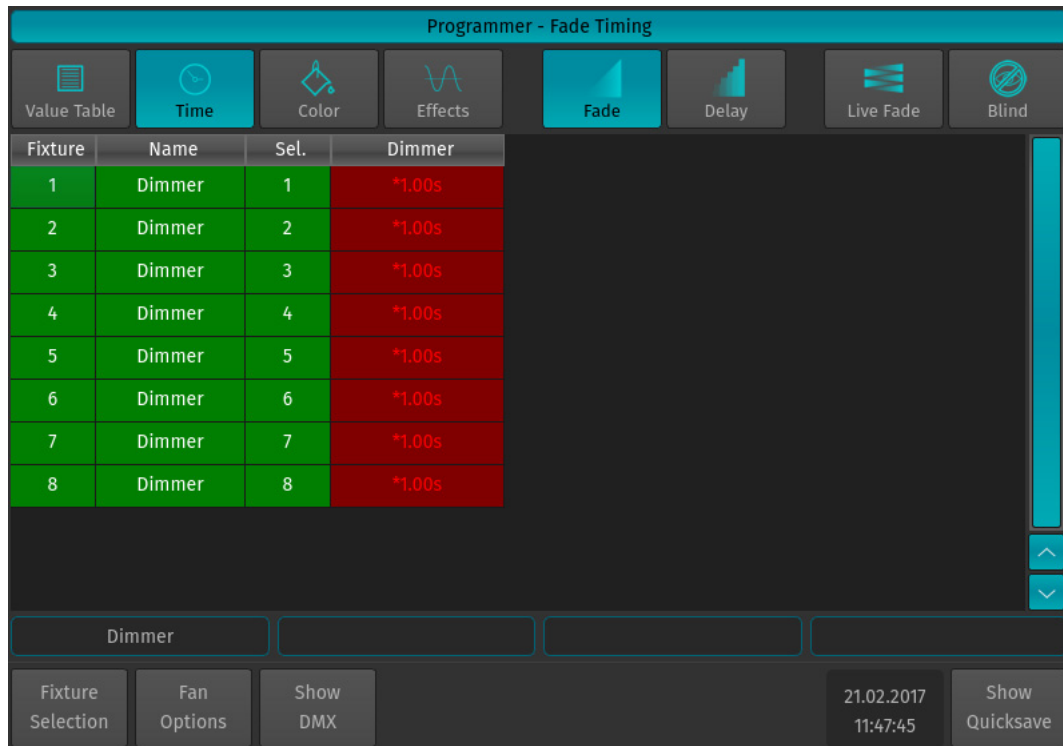 Programmer - Fade Timing
Value Table Time Color Effects Fade Delay Live Fade Blind
Fixture Name Sel. Dimmer
1 Dimmer 1 *1.00s
2 Dimmer 2 *1.00s
3 Dimmer 3 *1.00s
4 Dimmer 4 *1.00s
5 Dimmer 5 *1.00s
6 Dimmer 6 *1.00s
7 Dimmer 7 *1.00s
8 Dimmer 8 *1.00s
Dimmer
Fixture Fan Show 21.02.2017 Show
Selection Options DMX 11:47:45 Quicksave